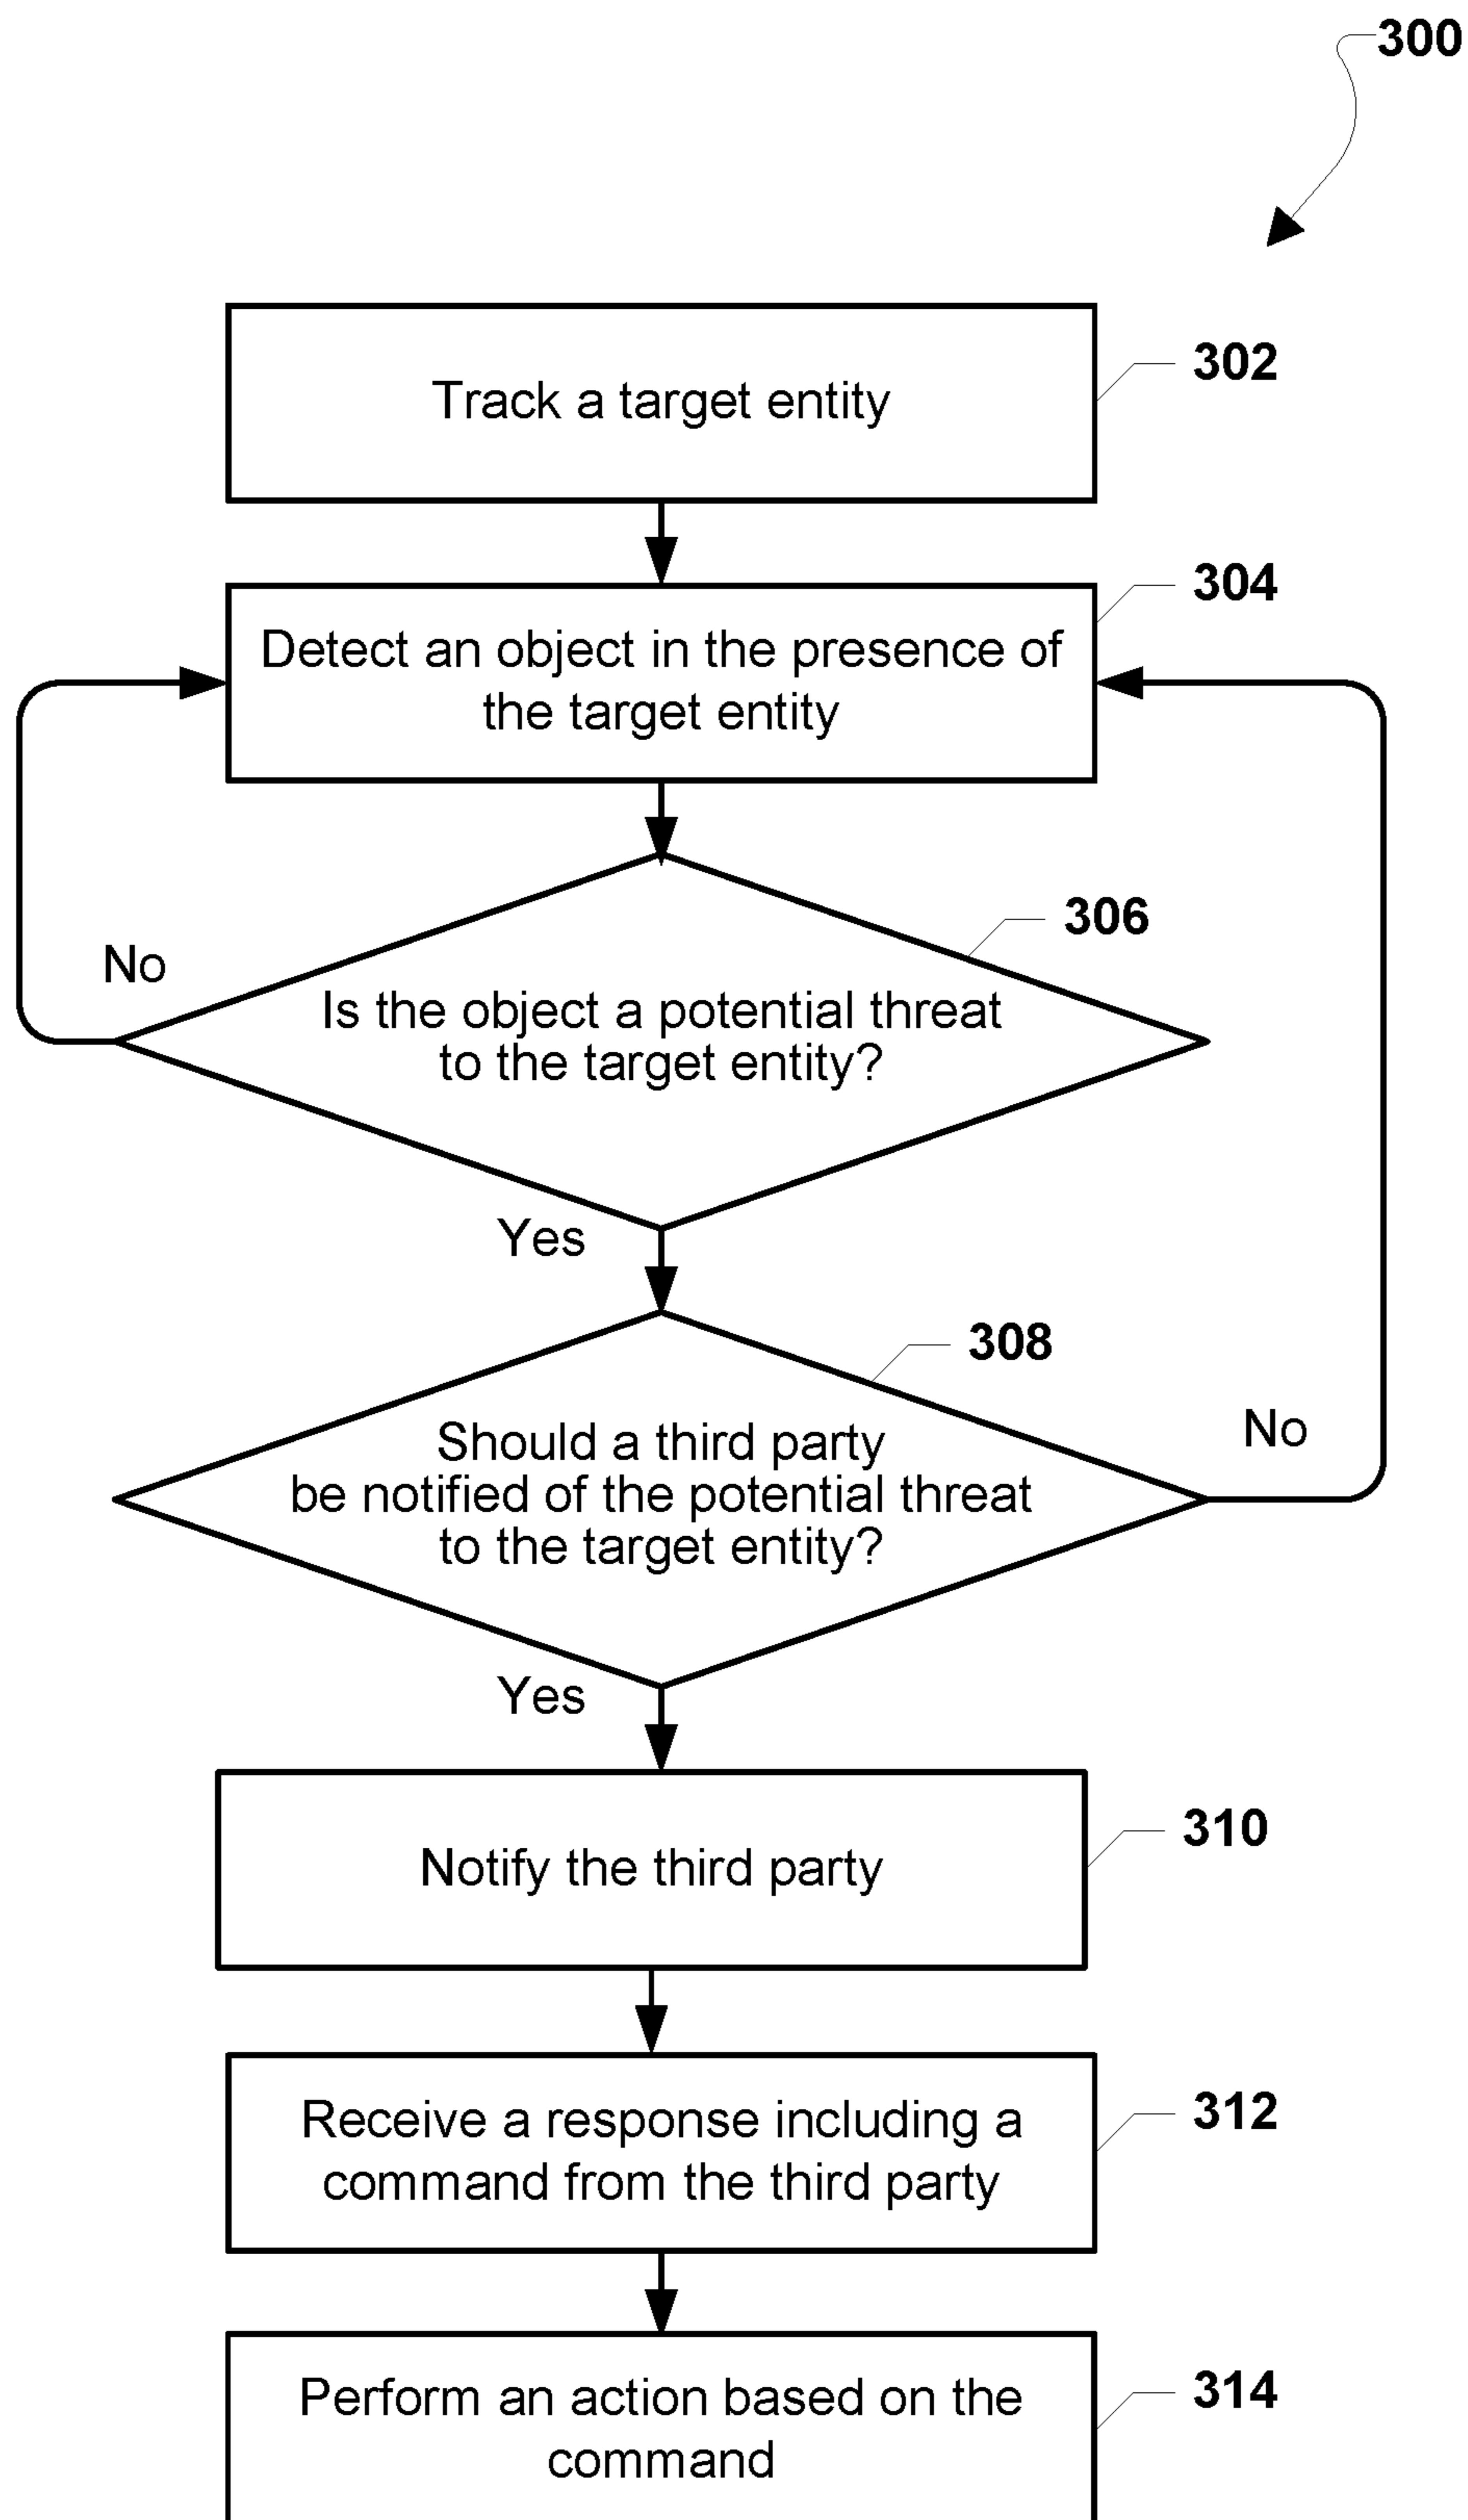 300
Track a target entity
302
304
Detect an object in the presence of
the target entity
306
No
Is the object a potential threat
to the target entity?
Yes
308
Should a third party
be notified of the potential threat
to the target entity?
No
Yes
310
Notify the third party
312
Receive a response including a
command from the third party
314
Perform an action based on the
command